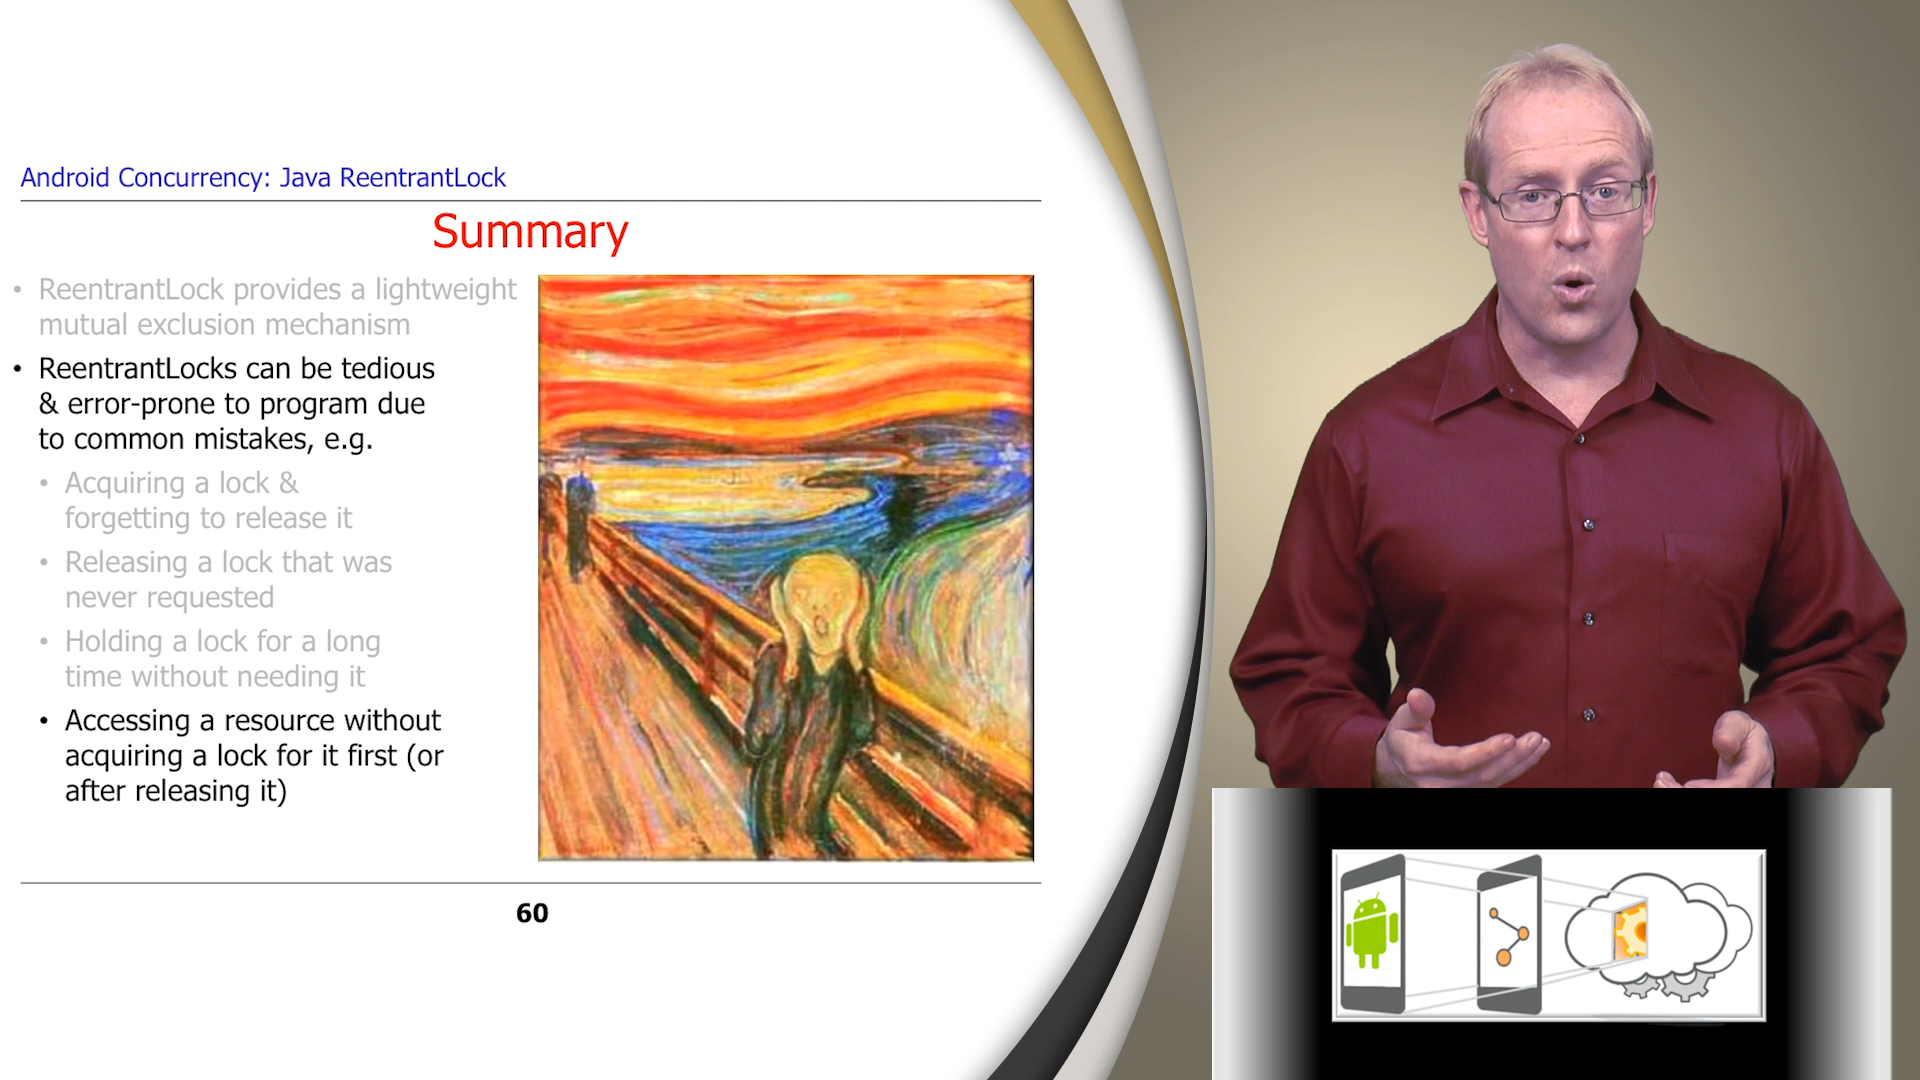 Android Concurrency: Java ReentrantLock
Summary
• ReentrantLock provides a lightweight
mutual exclusion mechanism
• ReentrantLocks can be tedious
& error-prone to program due
to common mistakes, e.g.
• Acquiring a lock &
forgetting to release it
• Releasing a lock that was
never requested
• Holding a lock for a long
time without needing it
• Accessing a resource without
acquiring a lock for it first (or
after releasing it)
60